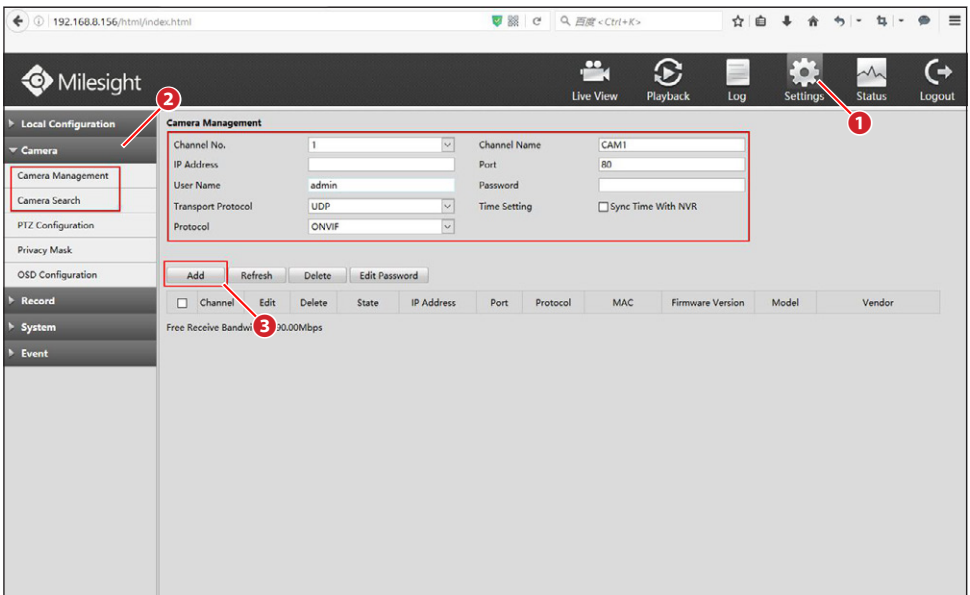 192.168.8.156/html/index.html
百度 <Ctrl+K>
Milesight
Live View Playback Log Settings Status Logout
1
2
Local Configuration
Camera
Camera Management
Camera Search
PTZ Configuration
Privacy Mask
OSD Configuration
Record
System
Event
Camera Management
Channel No. 1 Channel Name CAM1
IP Address Port 80
User Name admin Password
Transport Protocol UDP Time Setting Sync Time With NVR
Protocol ONVIF
Add Refresh Delete Edit Password
Channel Edit Delete State IP Address Port Protocol MAC Firmware Version Model Vendor
3
Free Receive 90.00Mbps